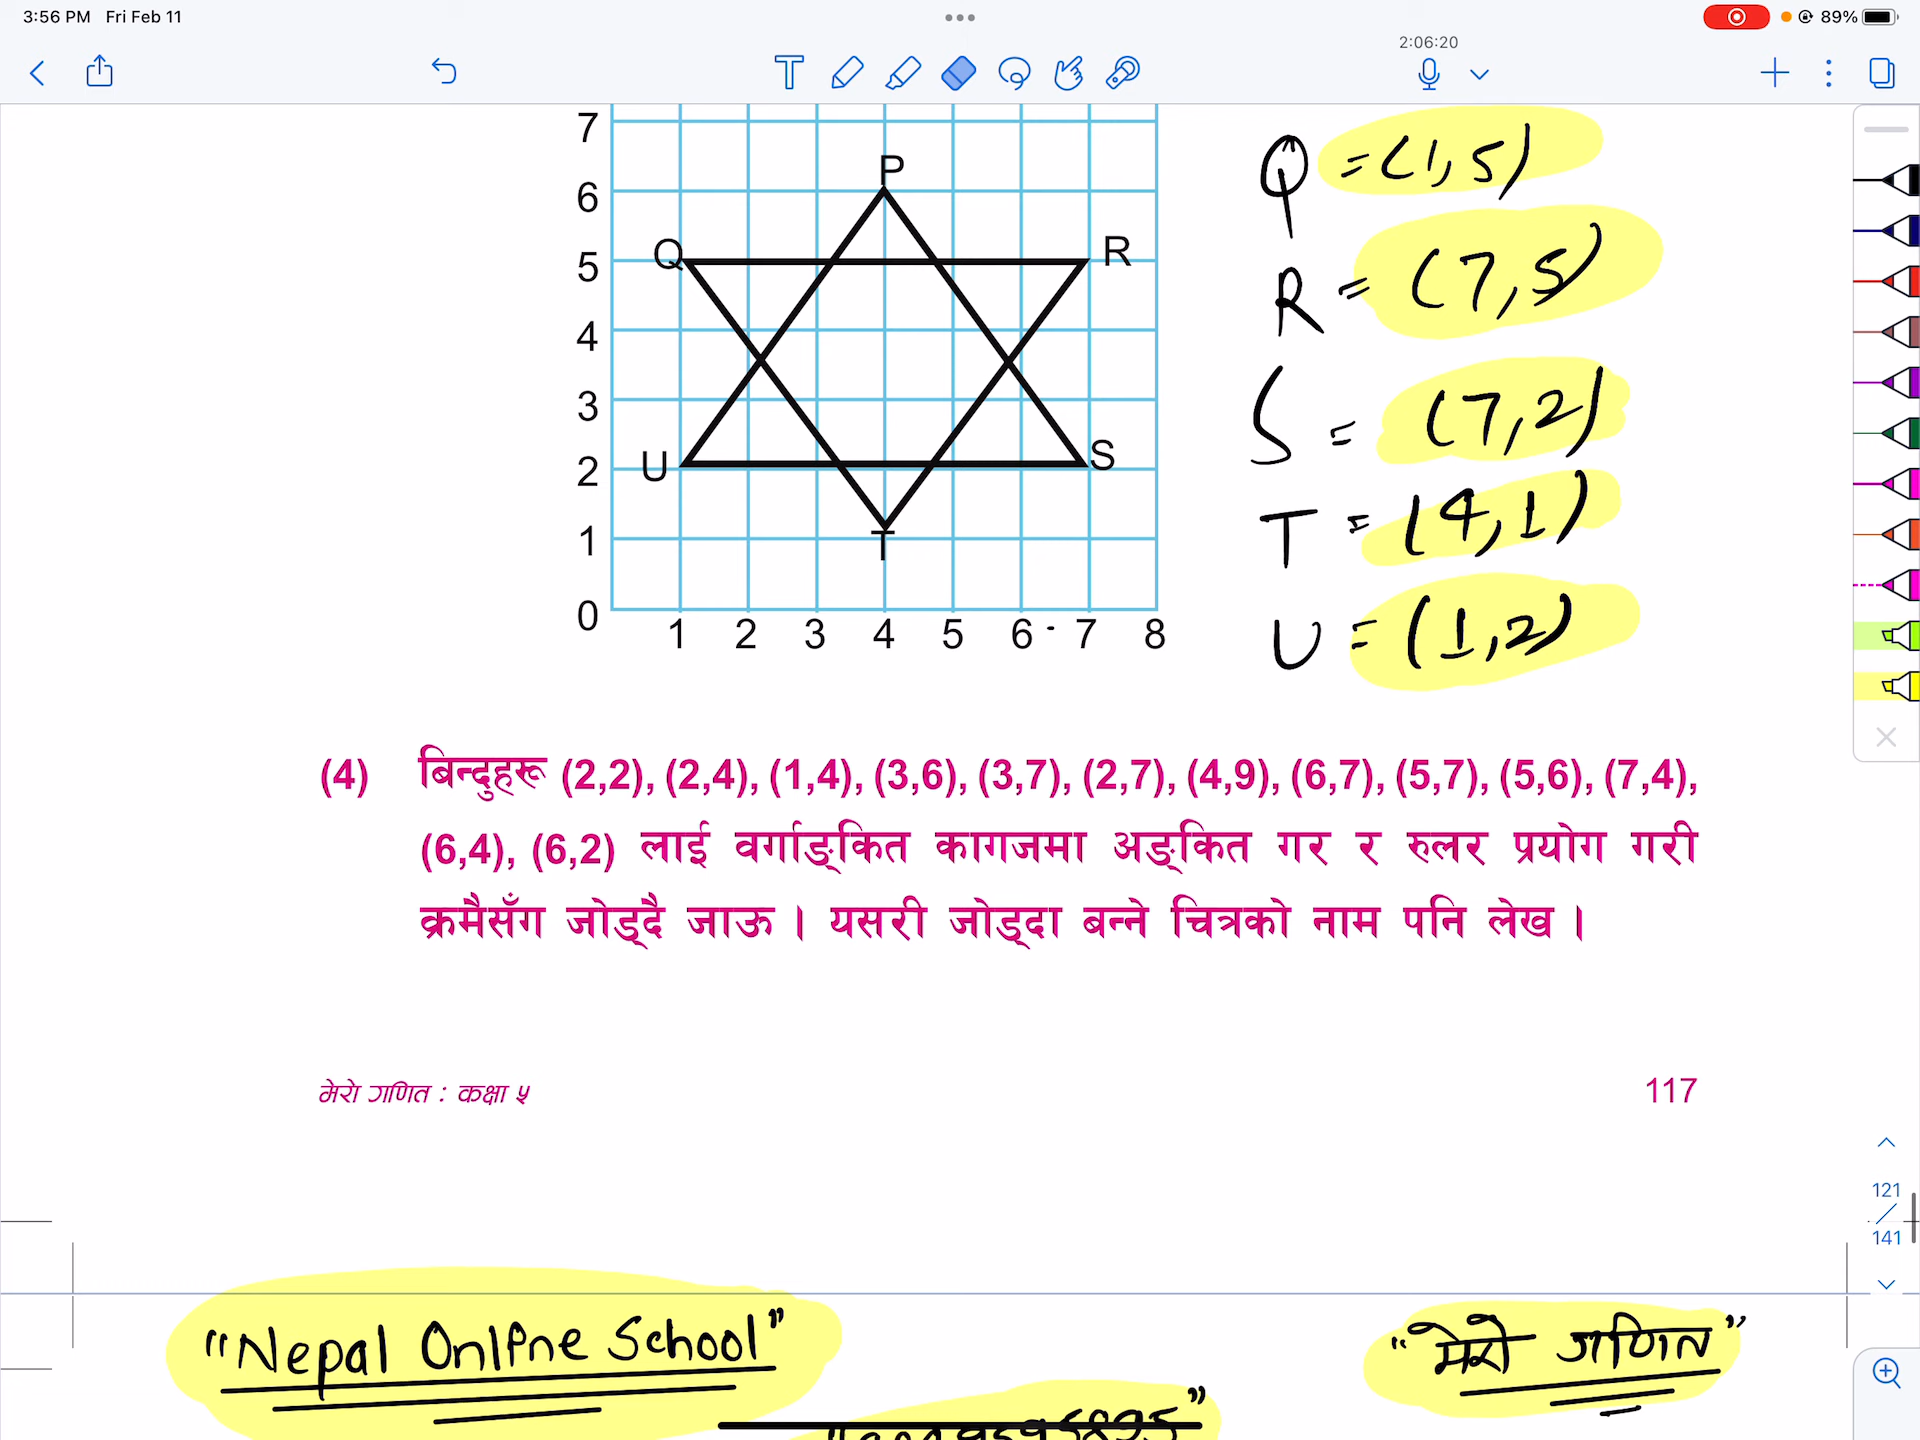 3:56 PM Fri Feb 11
89%
2:06:20
7
6
5
4
3
2
1
0
1 2 3 4 5 6 7 8
P
Q
R
U
S
T
Q = (1,5)
R = (7,5)
S = (7,2)
T = (4,1)
U = (1,2)
(4) बिन्दुहरू (2,2), (2,4), (1,4), (3,6), (3,7), (2,7), (4,9), (6,7), (5,7), (5,6), (7,4),
(6,4), (6,2) लाई वर्गाङ्कित कागजमा अङ्कित गर र रुलर प्रयोग गरी
क्रमैसँग जोड्दै जाऊ । यसरी जोड्दा बन्ने चित्रको नाम पनि लेख ।
मेरो गणित : कक्षा ५ 117
121
141
"Nepal Online School" "मेरो गणित"